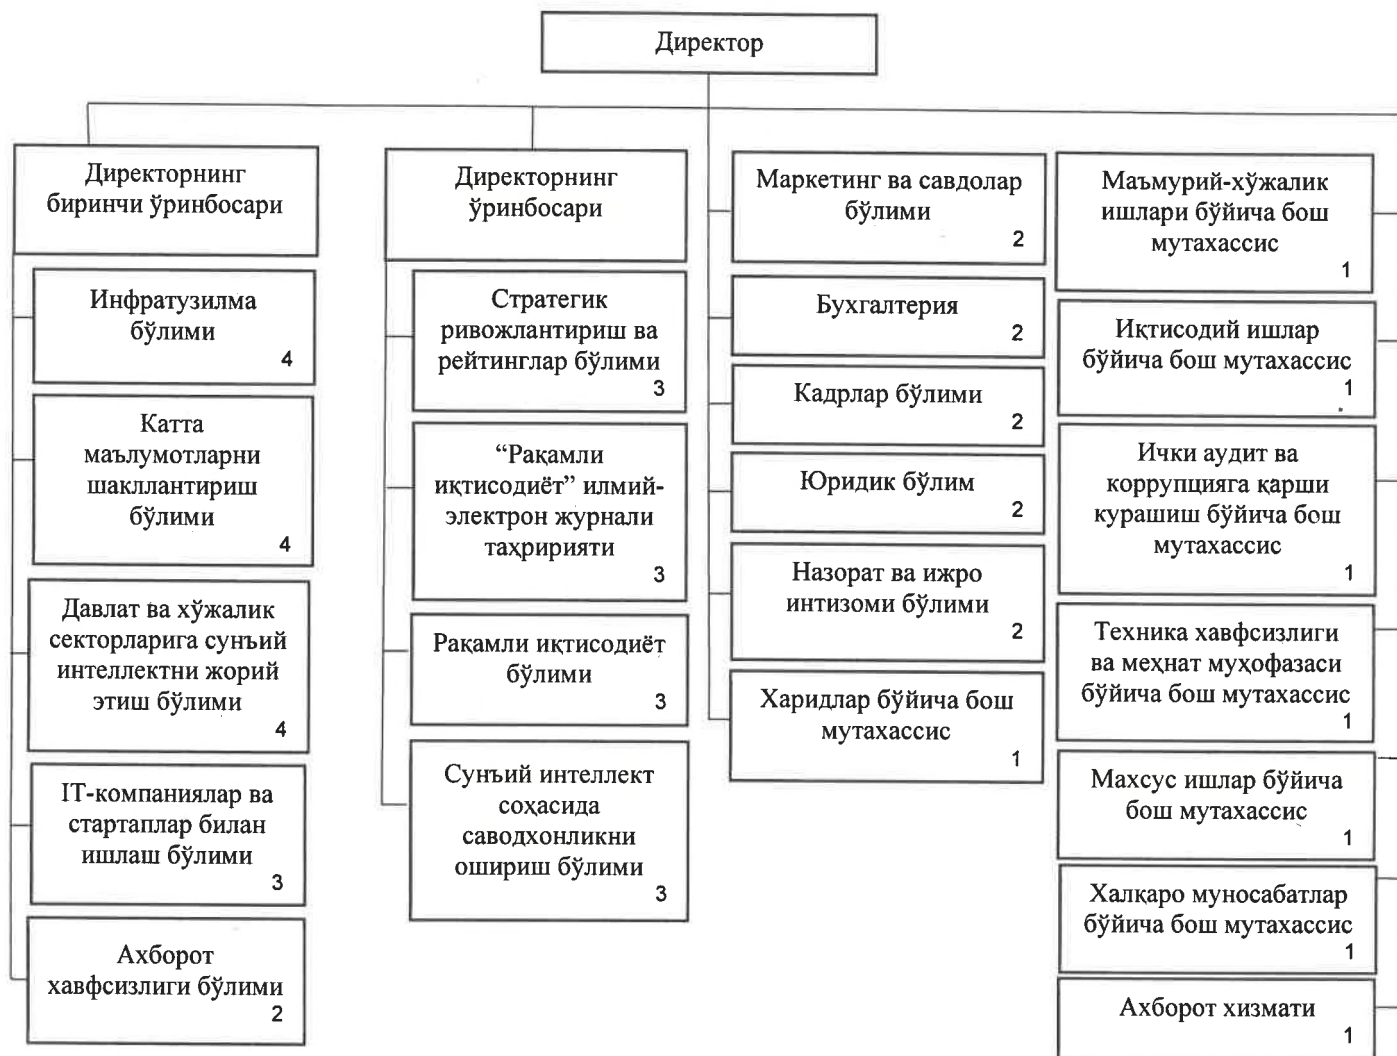 Директор
Директорнинг
биринчи ўринбосари
Инфратузилма
бўлими
4
Катта
маълумотларни
шакллантириш
бўлими
4
Давлат ва хўжалик
секторларига сунъий
интеллектни жорий
этиш бўлими
4
IT-компаниялар ва
стартаплар билан
ишлаш бўлими
3
Ахборот
хавфсизлиги бўлими
2
Директорнинг
ўринбосари
Стратегик
ривожлантириш ва
рейтинглар бўлими
3
“Рақамли
иқтисодиёт” илмий-
электрон журнали
таҳририяти
3
Рақамли иқтисодиёт
бўлими
3
Сунъий интеллект
соҳасида
саводхонликни
ошириш бўлими
3
Маркетинг ва савдолар
бўлими
2
Бухгалтерия
2
Кадрлар бўлими
2
Юридик бўлим
2
Назорат ва ижро
интизоми бўлими
2
Харидлар бўйича бош
мутахассис
1
Маъмурий-хўжалик
ишлари бўйича бош
мутахассис
1
Иқтисодий ишлар
бўйича бош мутахассис
1
Ички аудит ва
коррупцияга қарши
курашиш бўйича бош
мутахассис
1
Техника хавфсизлиги
ва меҳнат муҳофазаси
бўйича бош мутахассис
1
Махсус ишлар бўйича
бош мутахассис
1
Халқаро муносабатлар
бўйича бош мутахассис
1
Ахборот хизмати
1